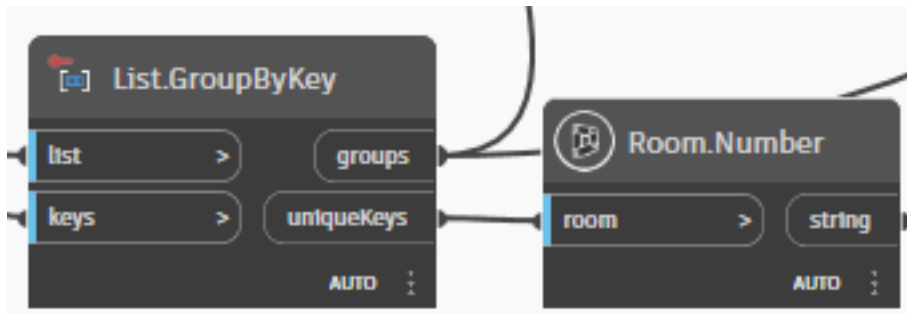 List.GroupByKey
list > groups
keys > uniqueKeys
AUTO
Room.Number
room > string
AUTO